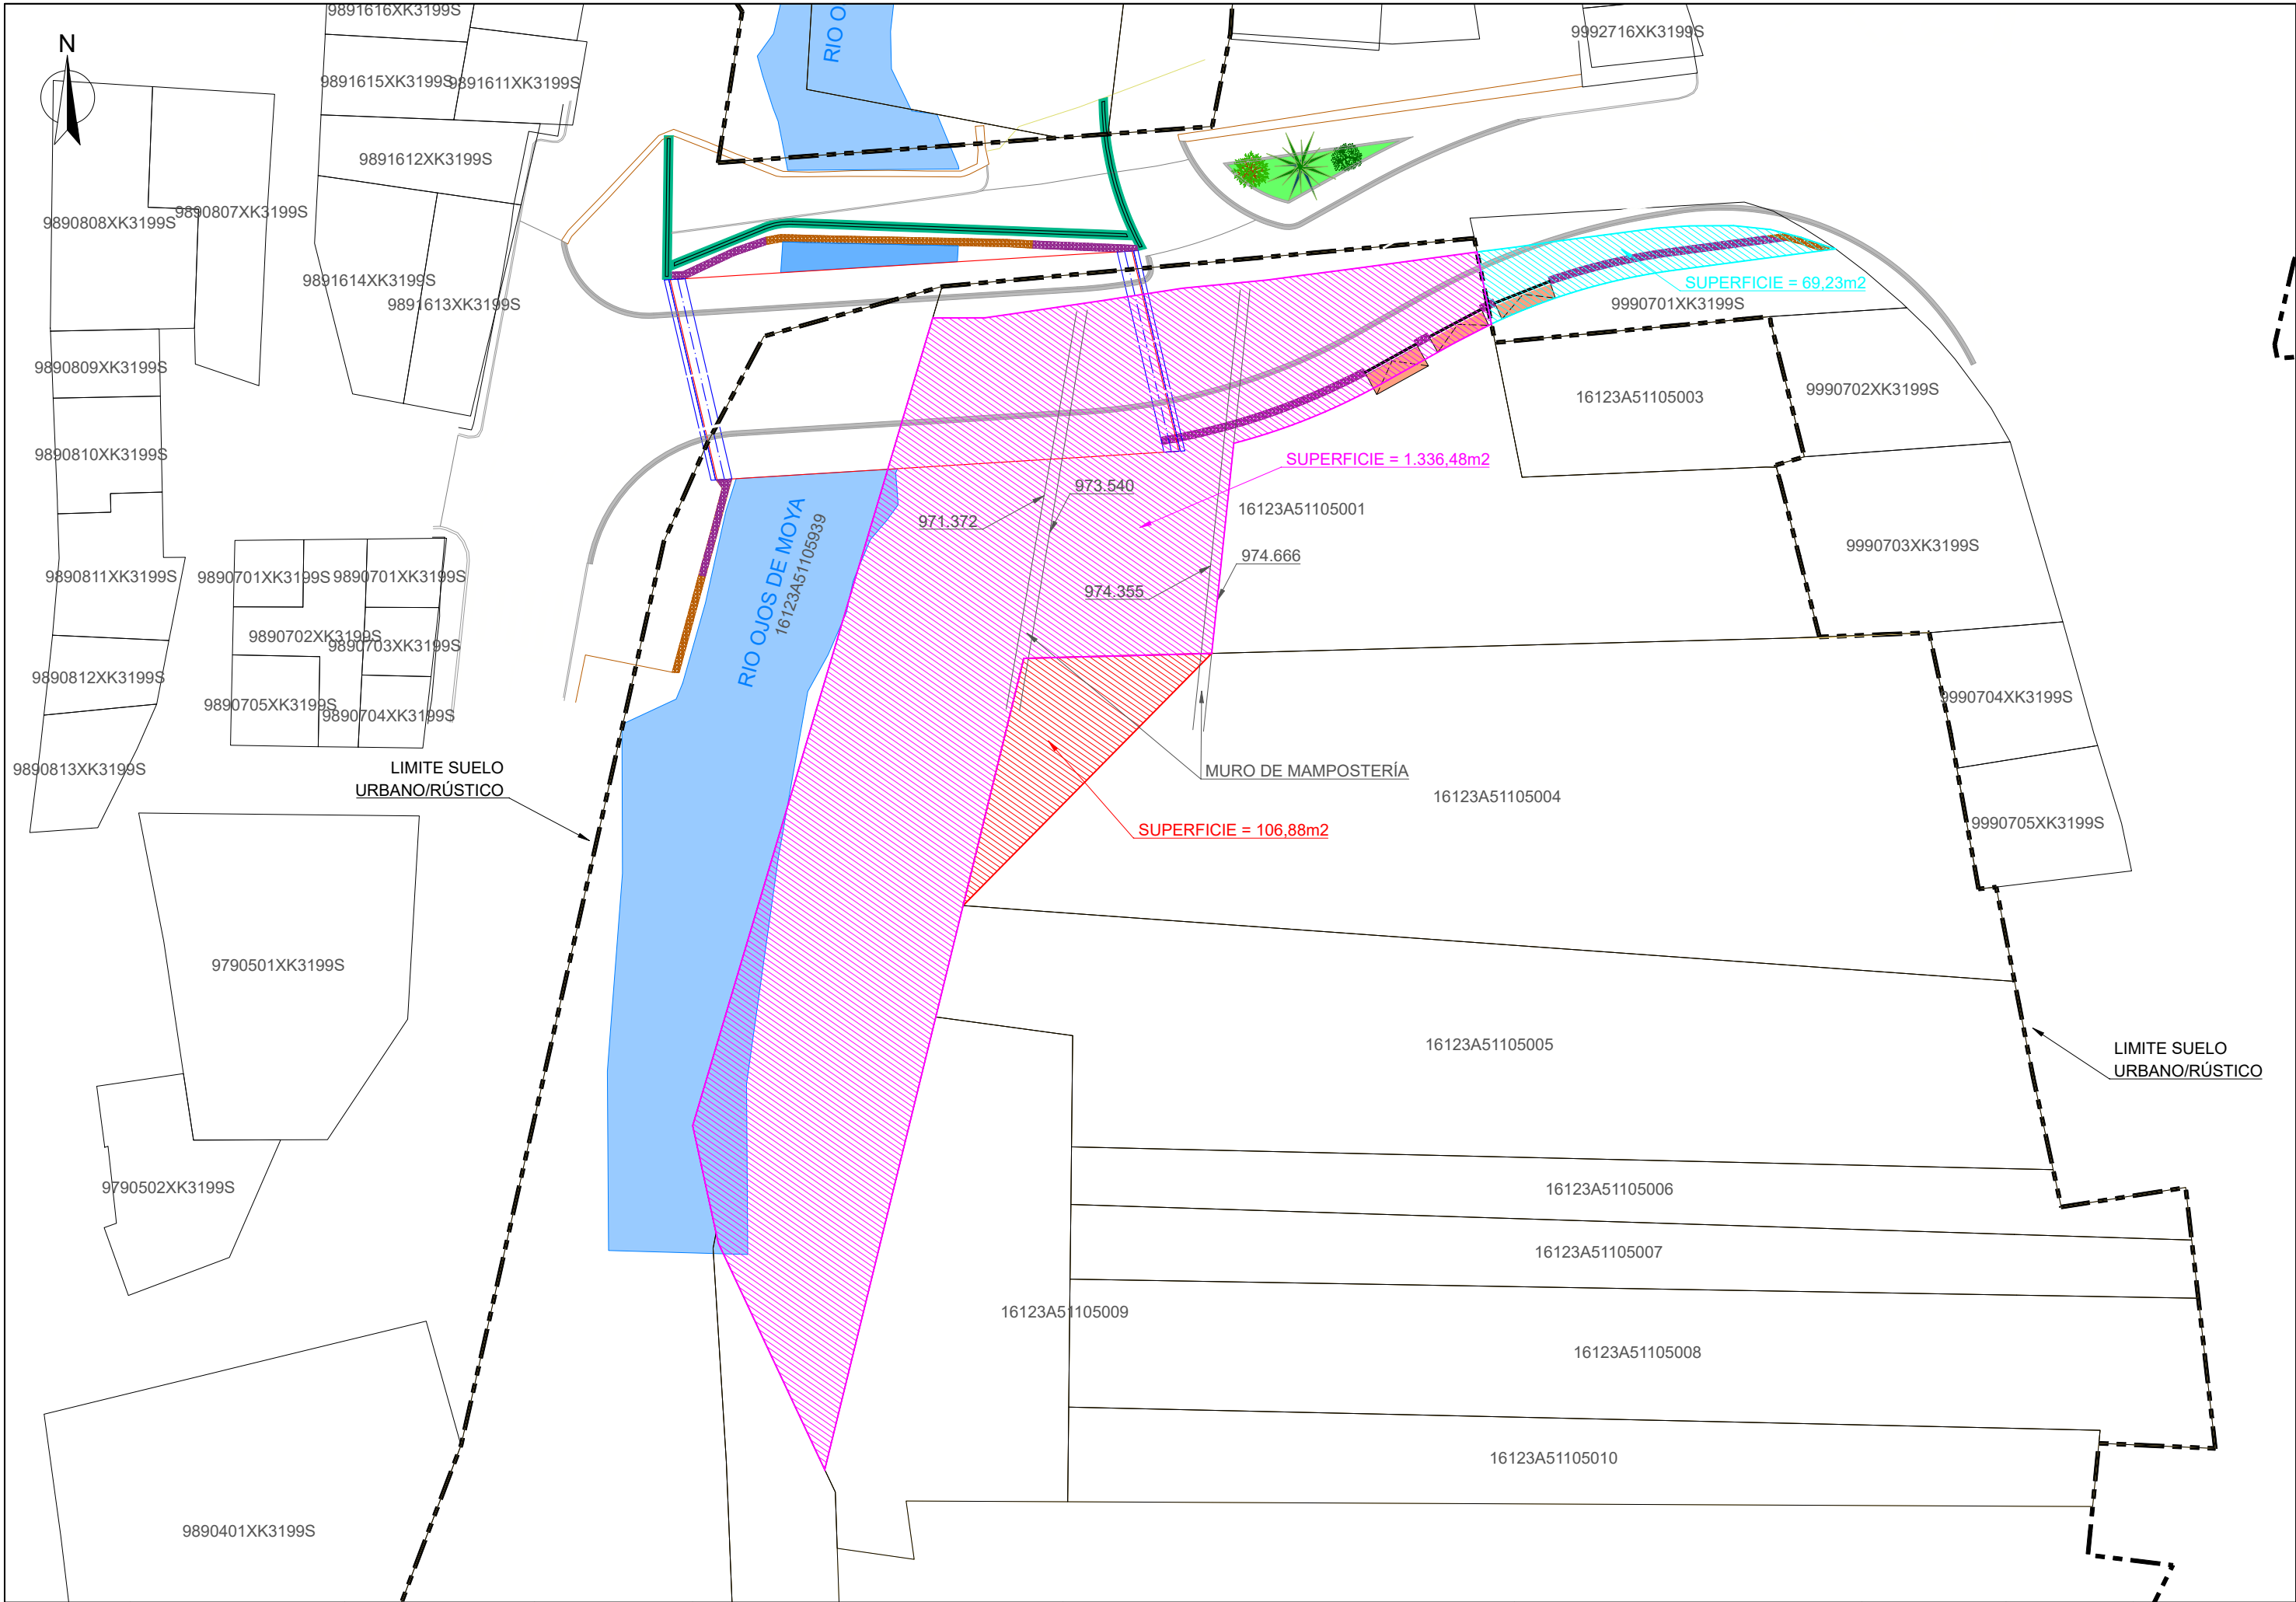 9891616XK3199S
RIO O
9992716XK3199S
N
9891615XK3199S
9891611XK3199S
9891612XK3199S
9890808XK3199S
9890807XK3199S
9891614XK3199S
9891613XK3199S
SUPERFICIE = 69,23m2
9990701XK3199S
9890809XK3199S
16123A51105003
9990702XK3199S
9890810XK3199S
SUPERFICIE = 1.336,48m2
973.540
971.372
16123A51105001
RIO OJOS DE MOYA
16123A51105939
974.666
974.355
9990703XK3199S
9890811XK3199S
9890701XK3199S
9890701XK3199S
9890702XK3199S
9890703XK3199S
9890812XK3199S
9890705XK3199S
9890704XK3199S
9990704XK3199S
9890813XK3199S
LIMITE SUELO
URBANO/RÚSTICO
MURO DE MAMPOSTERÍA
16123A51105004
SUPERFICIE = 106,88m2
9990705XK3199S
9790501XK3199S
16123A51105005
LIMITE SUELO
URBANO/RÚSTICO
9790502XK3199S
16123A51105006
16123A51105007
16123A51105009
16123A51105008
16123A51105010
9890401XK3199S